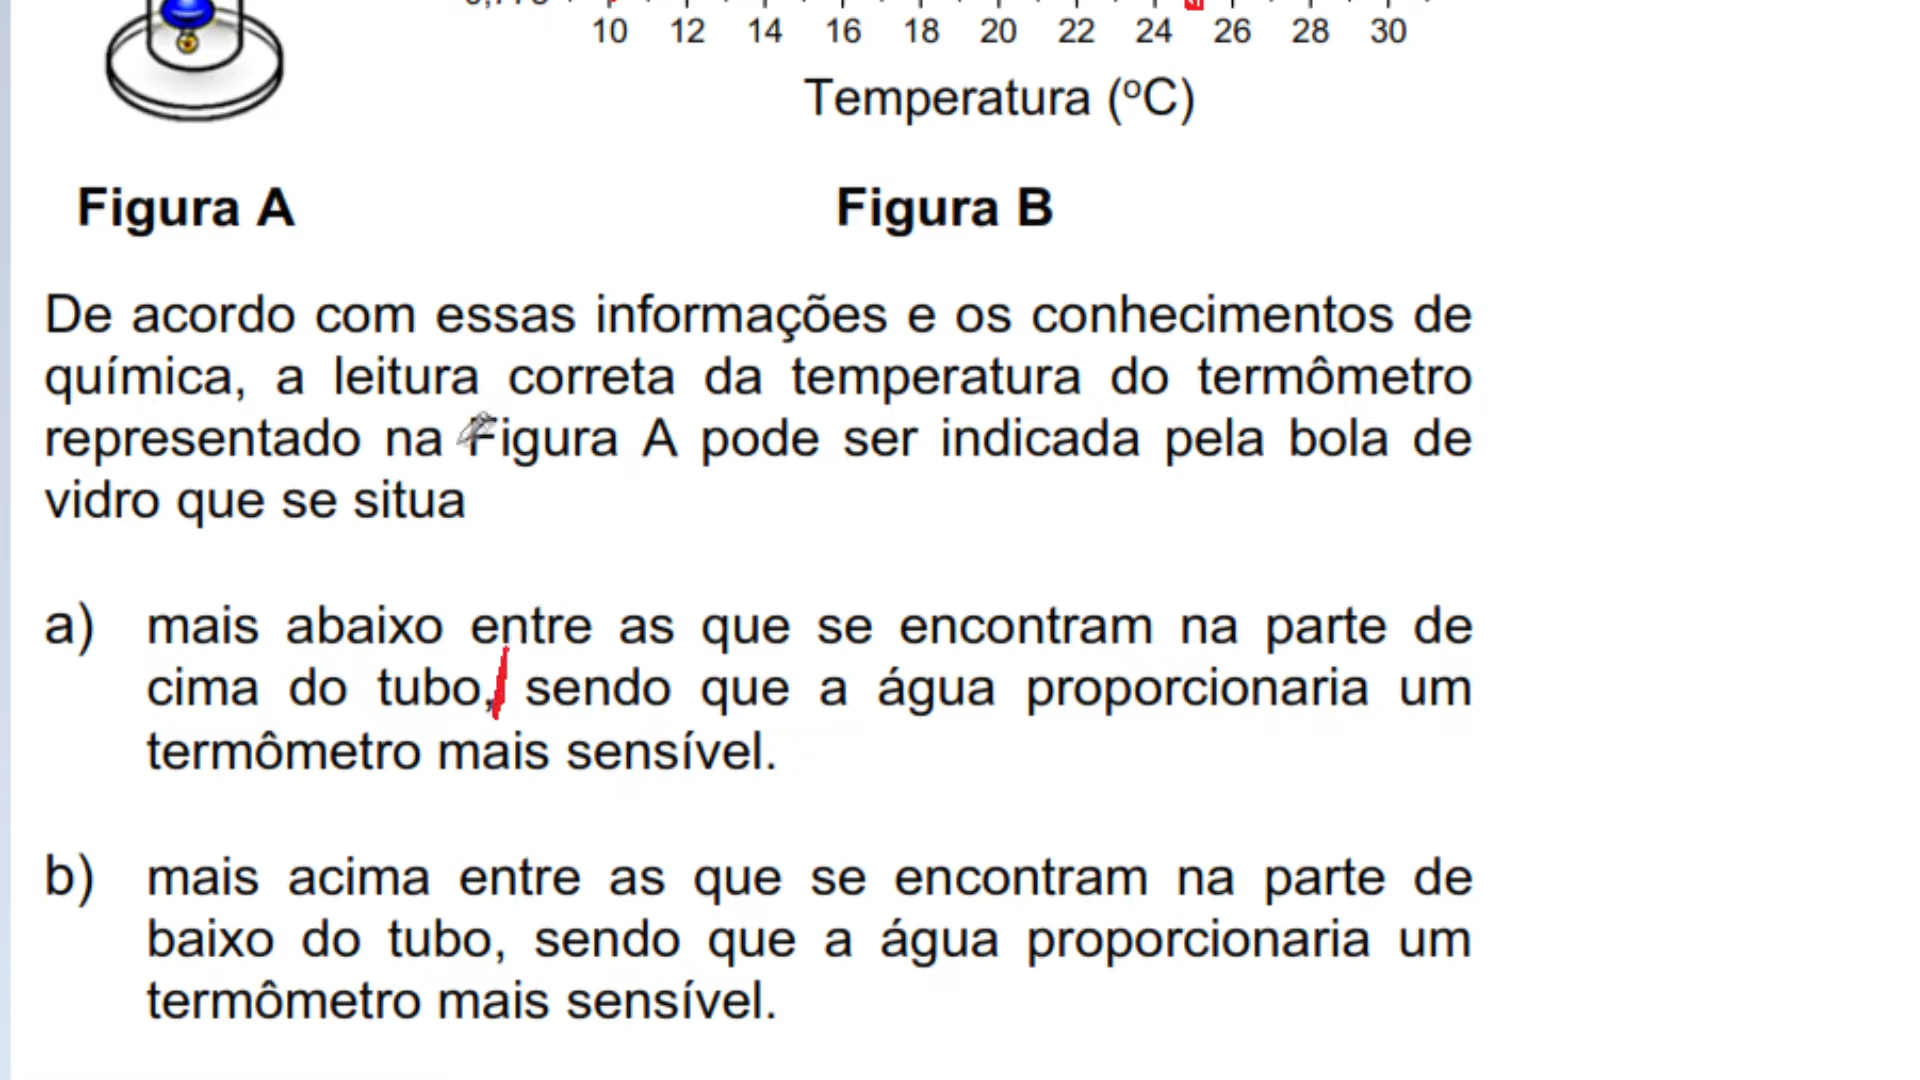 10 12 14 16 18 20 22 24 26 28 30
Temperatura (ºC)
Figura A Figura B
De acordo com essas informações e os conhecimentos de
química, a leitura correta da temperatura do termômetro
representado na Figura A pode ser indicada pela bola de
vidro que se situa
a) mais abaixo entre as que se encontram na parte de
cima do tubo, sendo que a água proporcionaria um
termômetro mais sensível.
b) mais acima entre as que se encontram na parte de
baixo do tubo, sendo que a água proporcionaria um
termômetro mais sensível.